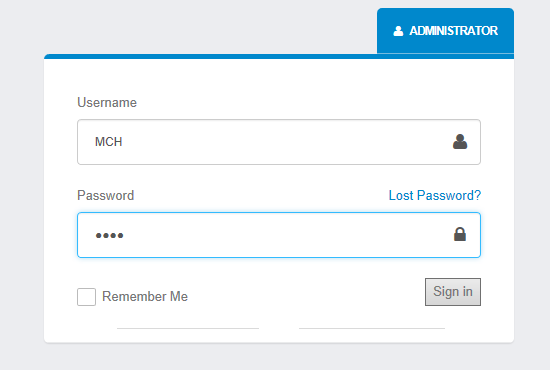 ADMINISTRATOR
Username
MCH
Password Lost Password?
••••
Remember Me Sign in